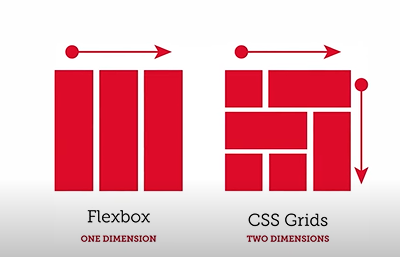 Flexbox
ONE DIMENSION
CSS Grids
TWO DIMENSIONS